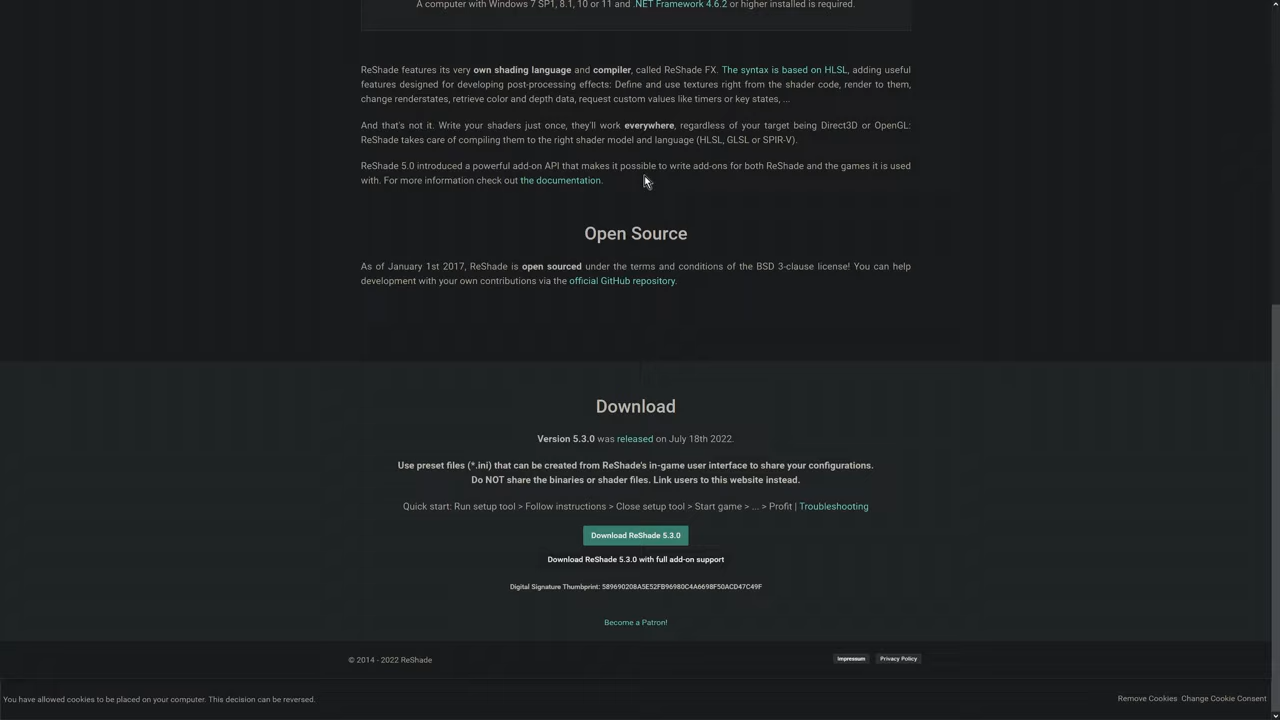 A computer with Windows 7 SP1, 8.1, 10 or 11 and .NET Framework 4.6.2 or higher installed is required.
ReShade features its very own shading language and compiler, called ReShade FX. The syntax is based on HLSL, adding useful
features designed for developing post-processing effects: Define and use textures right from the shader code, render to them,
change renderstates, retrieve color and depth data, request custom values like timers or key states, ...
And that's not it. Write your shaders just once, they'll work everywhere, regardless of your target being Direct3D or OpenGL:
ReShade takes care of compiling them to the right shader model and language (HLSL, GLSL or SPIR-V).
ReShade 5.0 introduced a powerful add-on API that makes it possible to write add-ons for both ReShade and the games it is used
with. For more information check out the documentation.
Open Source
As of January 1st 2017, ReShade is open sourced under the terms and conditions of the BSD 3-clause license! You can help
development with your own contributions via the official GitHub repository.
Download
Version 5.3.0 was released on July 18th 2022.
Use preset files (*.ini) that can be created from ReShade's in-game user interface to share your configurations.
Do NOT share the binaries or shader files. Link users to this website instead.
Quick start: Run setup tool > Follow instructions > Close setup tool > Start game > ... > Profit | Troubleshooting
Download ReShade 5.3.0
Download ReShade 5.3.0 with full add-on support
Digital Signature Thumbprint: 589690208A5E52FB96980C4A6698F50ACD47C49F
Become a Patron!
© 2014 - 2022 ReShade
Impressum Privacy Policy
You have allowed cookies to be placed on your computer. This decision can be reversed.
Remove Cookies Change Cookie Consent